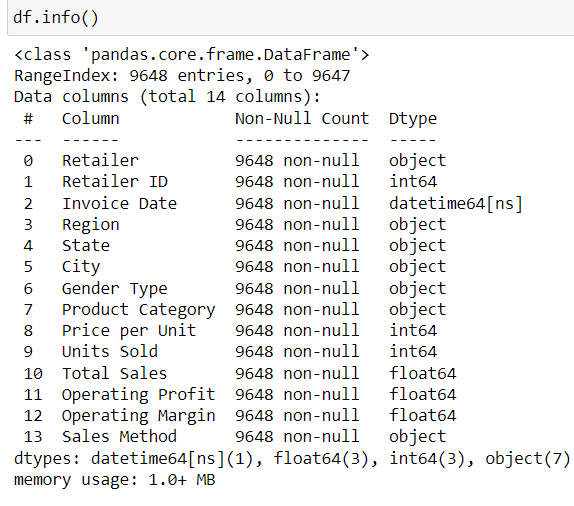 df.info()
<class 'pandas.core.frame.DataFrame'>
RangeIndex: 9648 entries, 0 to 9647
Data columns (total 14 columns):
 #   Column            Non-Null Count  Dtype
---  ------            --------------  -----
 0   Retailer          9648 non-null   object
 1   Retailer ID       9648 non-null   int64
 2   Invoice Date      9648 non-null   datetime64[ns]
 3   Region            9648 non-null   object
 4   State             9648 non-null   object
 5   City              9648 non-null   object
 6   Gender Type       9648 non-null   object
 7   Product Category  9648 non-null   object
 8   Price per Unit    9648 non-null   int64
 9   Units Sold        9648 non-null   int64
 10  Total Sales       9648 non-null   float64
 11  Operating Profit  9648 non-null   float64
 12  Operating Margin  9648 non-null   float64
 13  Sales Method      9648 non-null   object
dtypes: datetime64[ns](1), float64(3), int64(3), object(7)
memory usage: 1.0+ MB